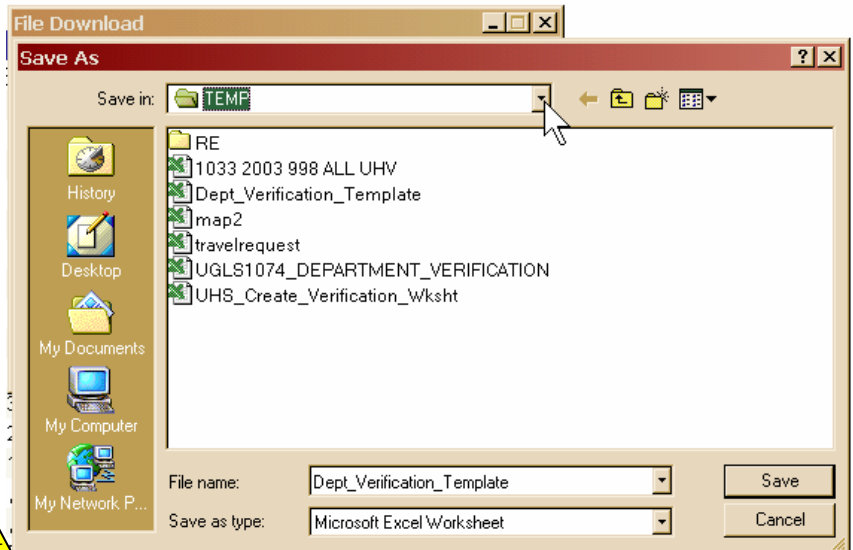 File Download
Save As
Save in: TEMP
RE
1033 2003 998 ALL UHV
Dept_Verification_Template
map2
travelrequest
UGLS1074_DEPARTMENT_VERIFICATION
UHS_Create_Verification_Wksht
History
Desktop
My Documents
My Computer
My Network P...
File name: Dept_Verification_Template Save
Save as type: Microsoft Excel Worksheet Cancel